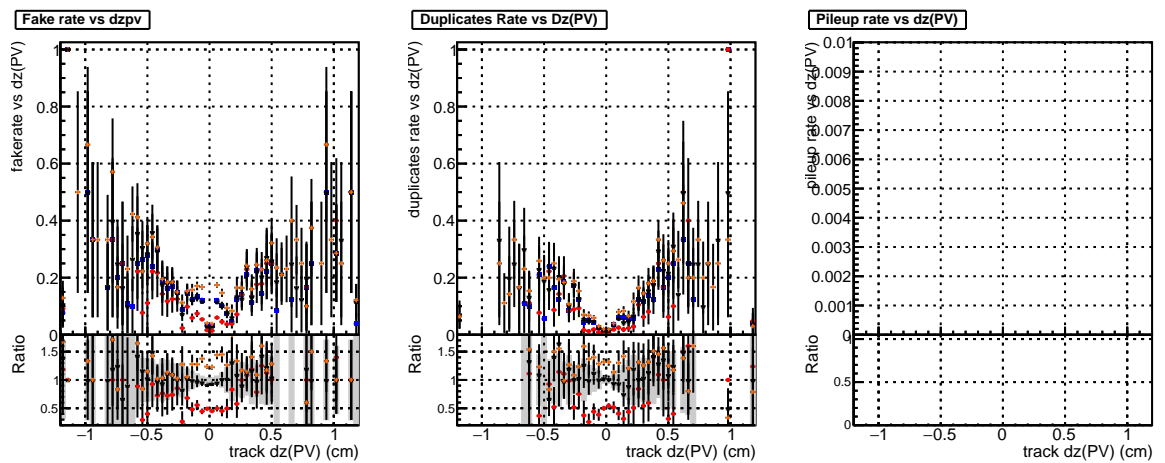 Fake rate vs dzpv
fakerate vs dz(PV)
1
0.8
0.6
0.4
0.2
0
Ratio
1.5
1
0.5
−1 −0.5 0 0.5 1
track dz(PV) (cm)
Duplicates Rate vs Dz(PV)
duplicates rate vs dz(PV)
1
0.8
0.6
0.4
0.2
0
Ratio
1.5
1
0.5
−1 −0.5 0 0.5 1
track dz(PV) (cm)
Pileup rate vs dz(PV)
pileup rate vs dz(PV)
0.01
0.009
0.008
0.007
0.006
0.005
0.004
0.003
0.002
0.001
0
Ratio
1
0.5
0
−1 −0.5 0 0.5 1
track dz(PV) (cm)